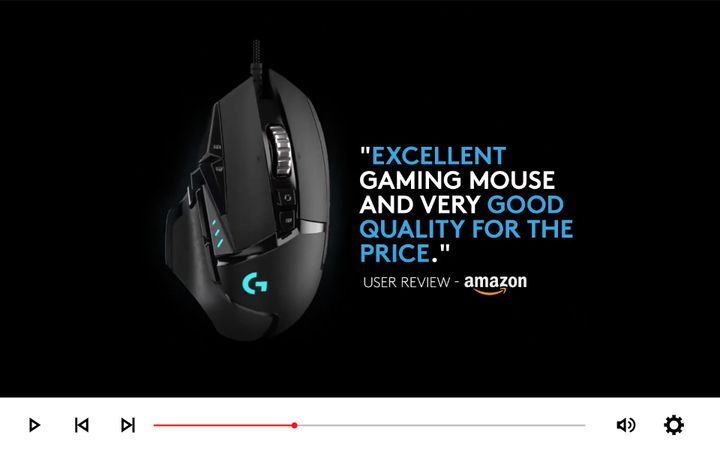 "EXCELLENT
GAMING MOUSE
AND VERY GOOD
QUALITY FOR THE
PRICE."
USER REVIEW - amazon
G